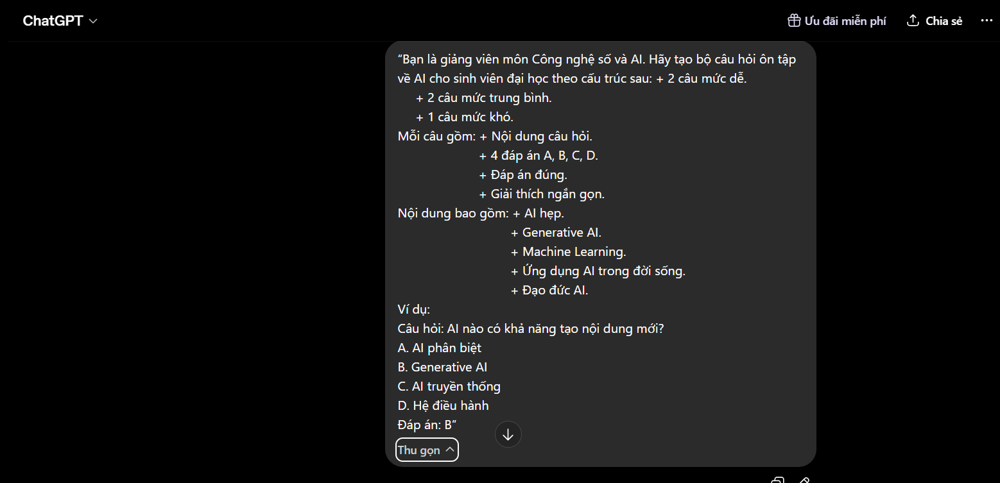 ChatGPT
Ưu đãi miễn phí
Chia sẻ
“Bạn là giảng viên môn Công nghệ số và AI. Hãy tạo bộ câu hỏi ôn tập
về AI cho sinh viên đại học theo cấu trúc sau: + 2 câu mức dễ.
+ 2 câu mức trung bình.
+ 1 câu mức khó.
Mỗi câu gồm: + Nội dung câu hỏi.
+ 4 đáp án A, B, C, D.
+ Đáp án đúng.
+ Giải thích ngắn gọn.
Nội dung bao gồm: + AI hẹp.
+ Generative AI.
+ Machine Learning.
+ Ứng dụng AI trong đời sống.
+ Đạo đức AI.
Ví dụ:
Câu hỏi: AI nào có khả năng tạo nội dung mới?
A. AI phân biệt
B. Generative AI
C. AI truyền thống
D. Hệ điều hành
Đáp án: B”
Thu gọn